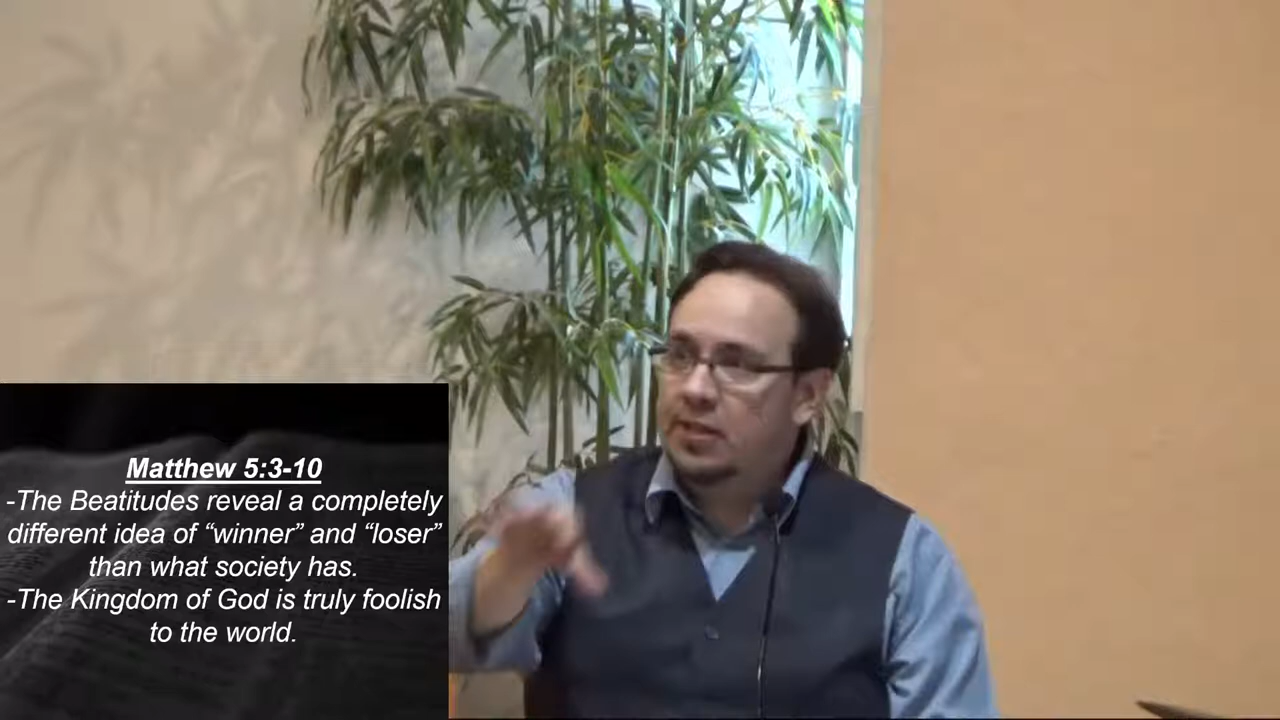 Matthew 5:3-10
-The Beatitudes reveal a completely
different idea of “winner” and “loser”
than what society has.
-The Kingdom of God is truly foolish
to the world.